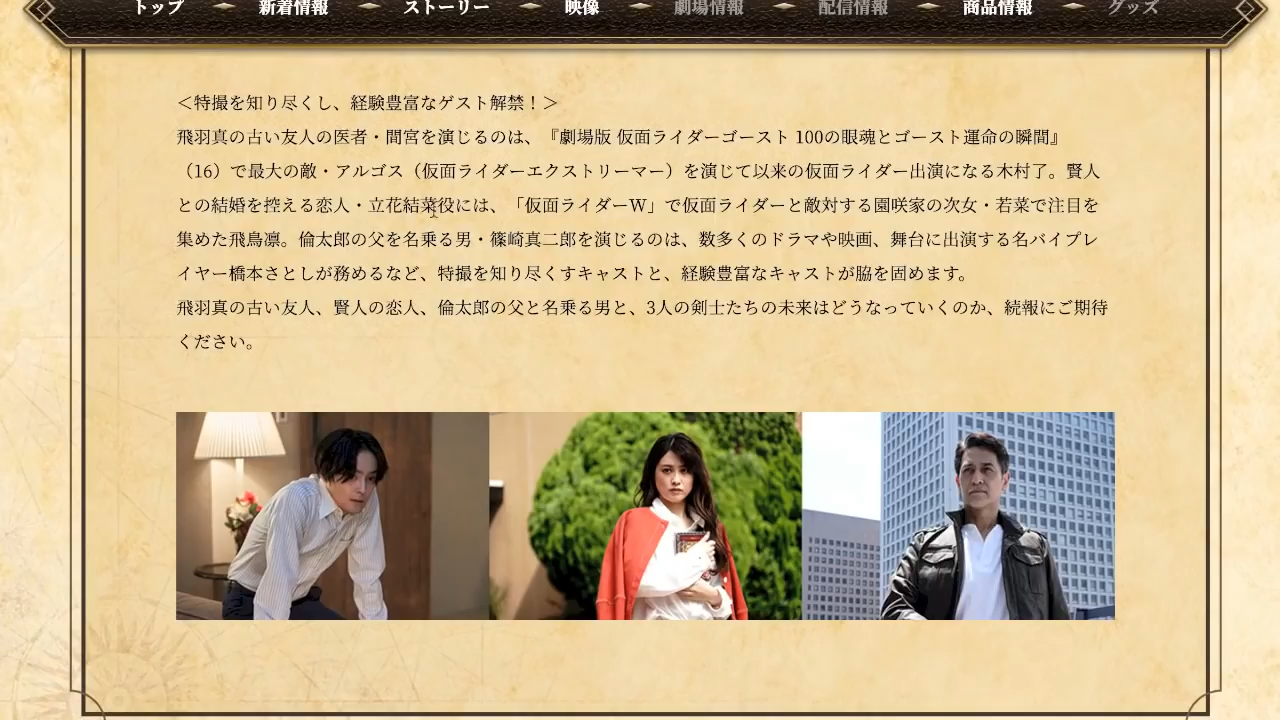 トップ 新着情報 ストーリー 映像 劇場情報 配信情報 商品情報 グッズ
＜特撮を知り尽くし、経験豊富なゲスト解禁！＞
飛羽真の古い友人の医者・間宮を演じるのは、『劇場版 仮面ライダーゴースト 100の眼魂とゴースト運命の瞬間』
（16）で最大の敵・アルゴス（仮面ライダーエクストリーマー）を演じて以来の仮面ライダー出演になる木村了。賢人
との結婚を控える恋人・立花結菜役には、「仮面ライダーW」で仮面ライダーと敵対する園咲家の次女・若菜で注目を
集めた飛鳥凛。倫太郎の父を名乗る男・篠崎真二郎を演じるのは、数多くのドラマや映画、舞台に出演する名バイプレ
イヤー橋本さとしが務めるなど、特撮を知り尽くすキャストと、経験豊富なキャストが脇を固めます。
飛羽真の古い友人、賢人の恋人、倫太郎の父と名乗る男と、3人の剣士たちの未来はどうなっていくのか、続報にご期待
ください。